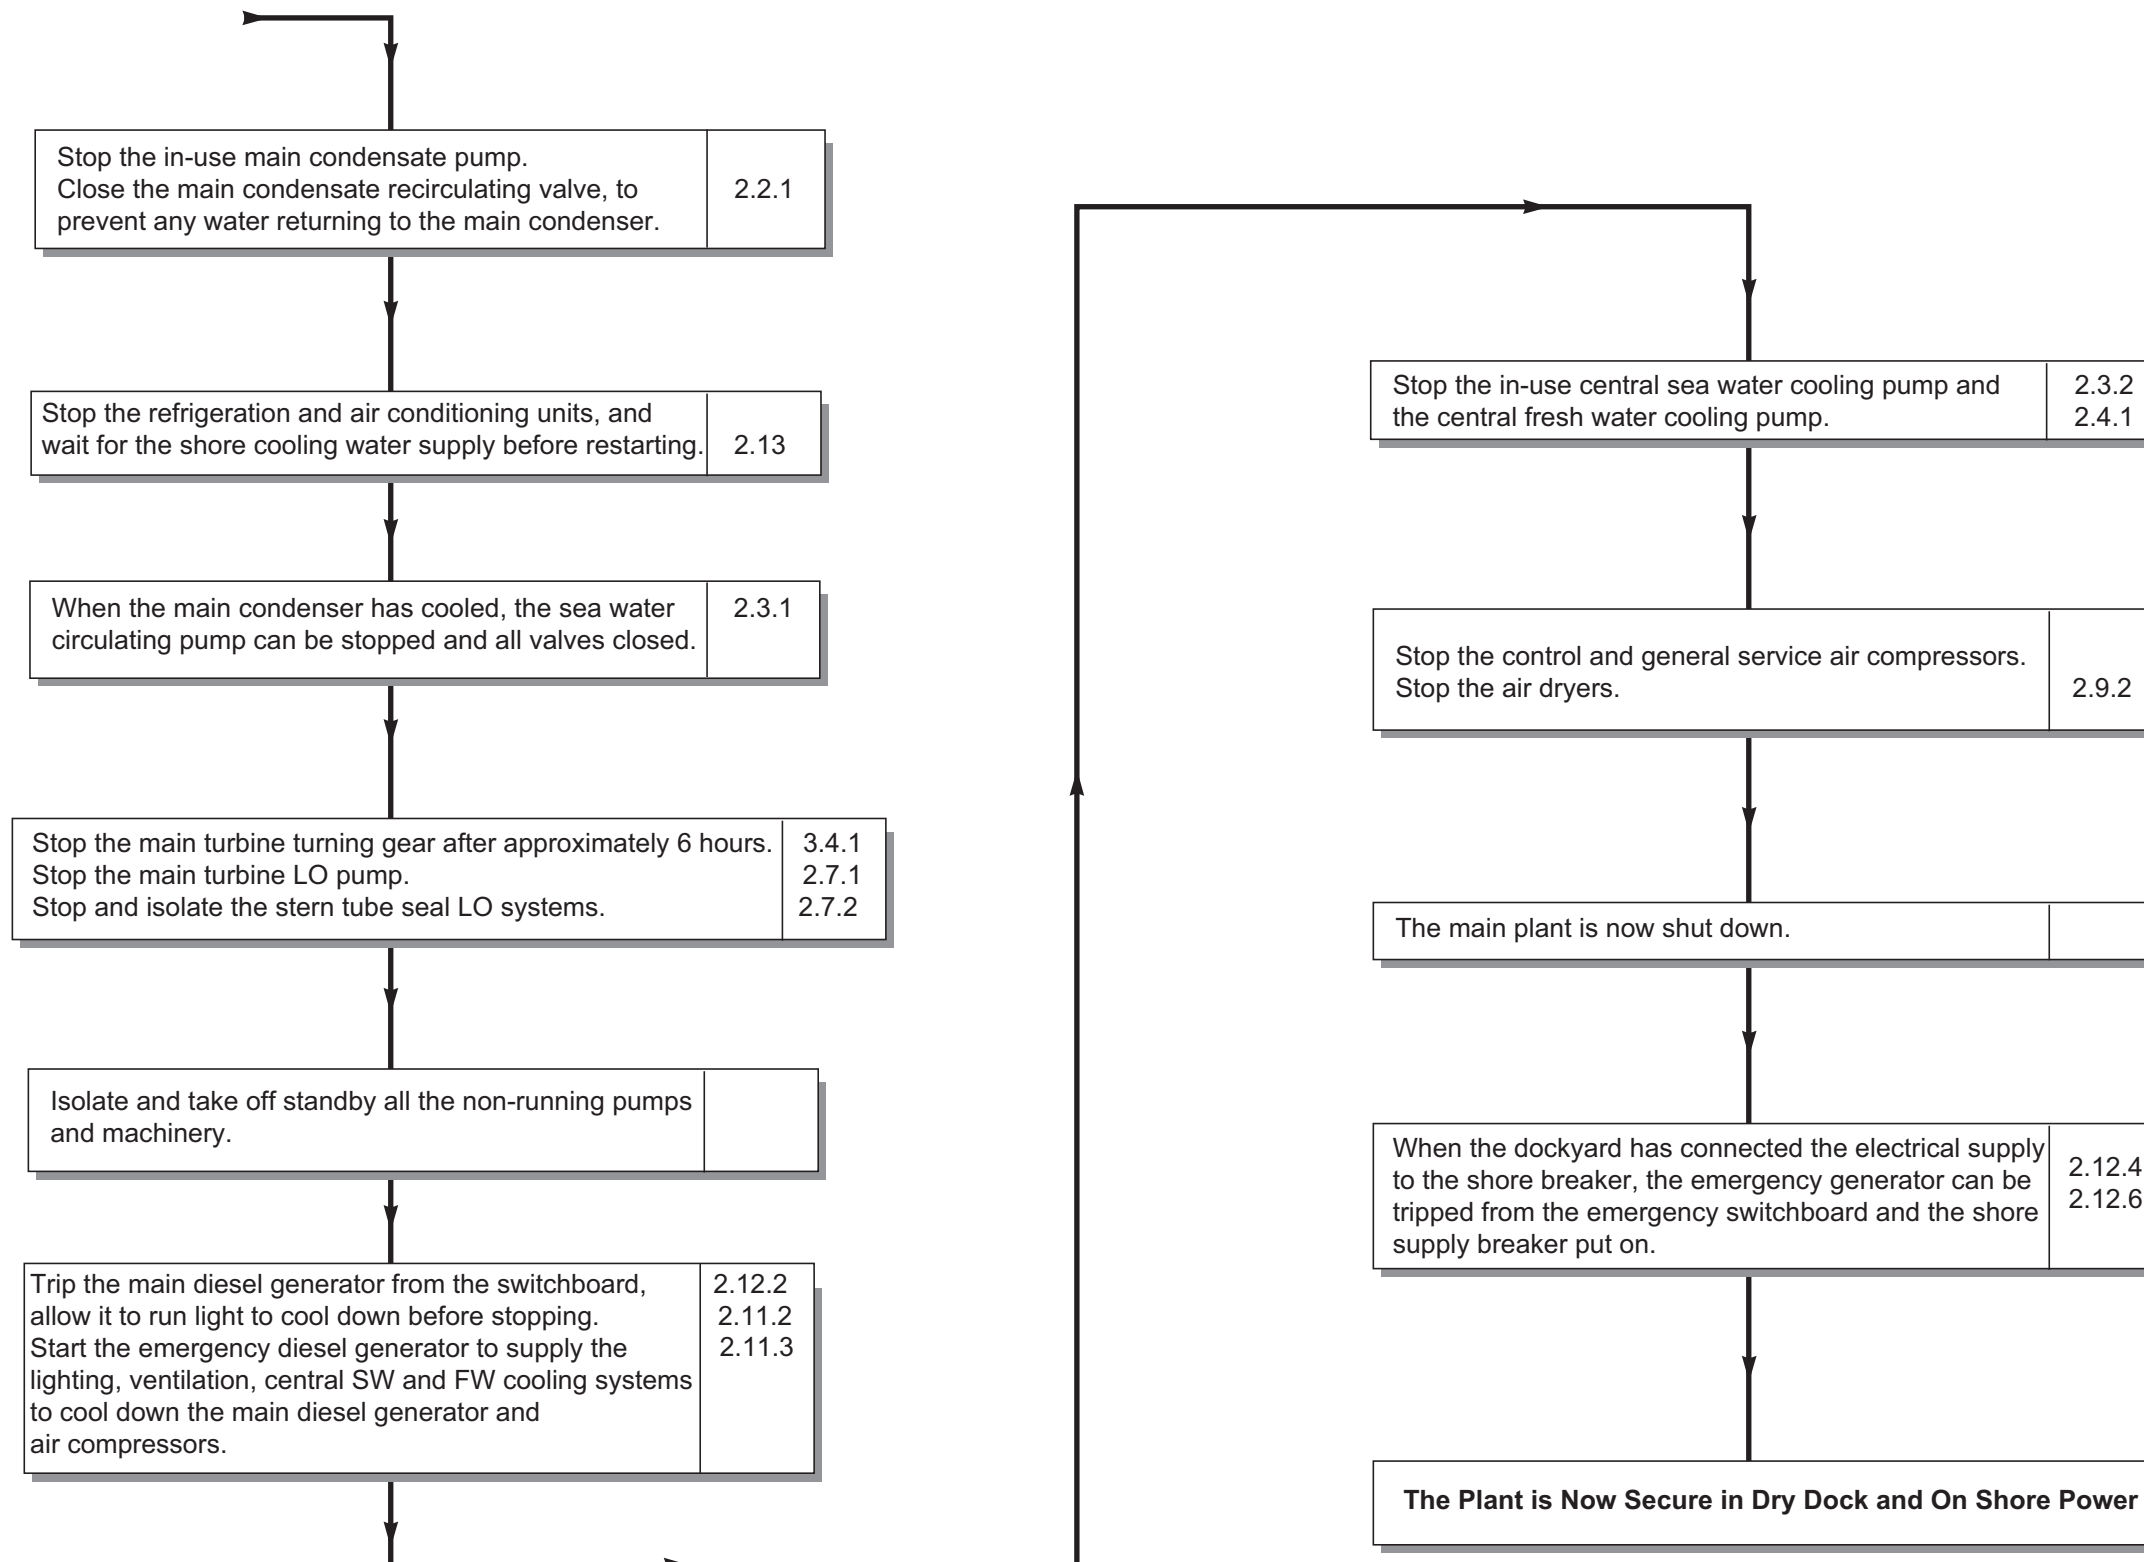 Stop the in-use main condensate pump.
Close the main condensate recirculating valve, to
prevent any water returning to the main condenser.
2.2.1
Stop the refrigeration and air conditioning units, and
wait for the shore cooling water supply before restarting.
2.13
When the main condenser has cooled, the sea water
circulating pump can be stopped and all valves closed.
2.3.1
Stop the main turbine turning gear after approximately 6 hours.
Stop the main turbine LO pump.
Stop and isolate the stern tube seal LO systems.
3.4.1
2.7.1
2.7.2
Isolate and take off standby all the non-running pumps
and machinery.
Trip the main diesel generator from the switchboard,
allow it to run light to cool down before stopping.
Start the emergency diesel generator to supply the
lighting, ventilation, central SW and FW cooling systems
to cool down the main diesel generator and
air compressors.
2.12.2
2.11.2
2.11.3
Stop the in-use central sea water cooling pump and
the central fresh water cooling pump.
2.3.2
2.4.1
Stop the control and general service air compressors.
Stop the air dryers.
2.9.2
The main plant is now shut down.
When the dockyard has connected the electrical supply
to the shore breaker, the emergency generator can be
tripped from the emergency switchboard and the shore
supply breaker put on.
2.12.4
2.12.6
The Plant is Now Secure in Dry Dock and On Shore Power